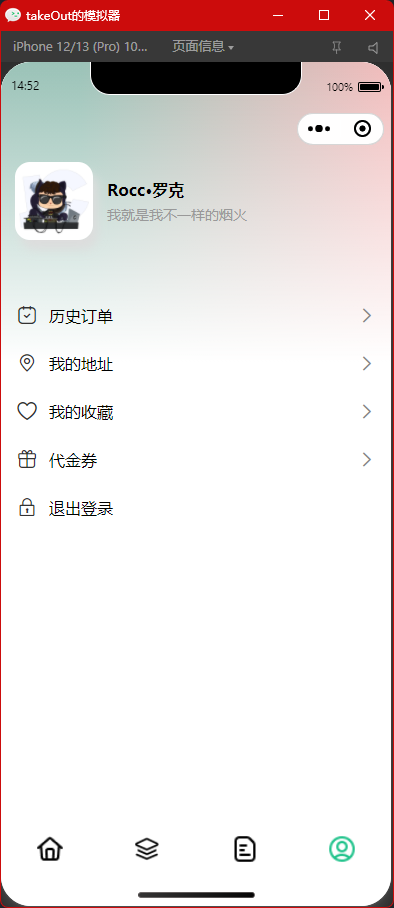 takeOut的模拟器
iPhone 12/13 (Pro) 10... 页面信息
14:52 100%
Rocc•罗克
我就是我不一样的烟火
历史订单
我的地址
我的收藏
代金券
退出登录